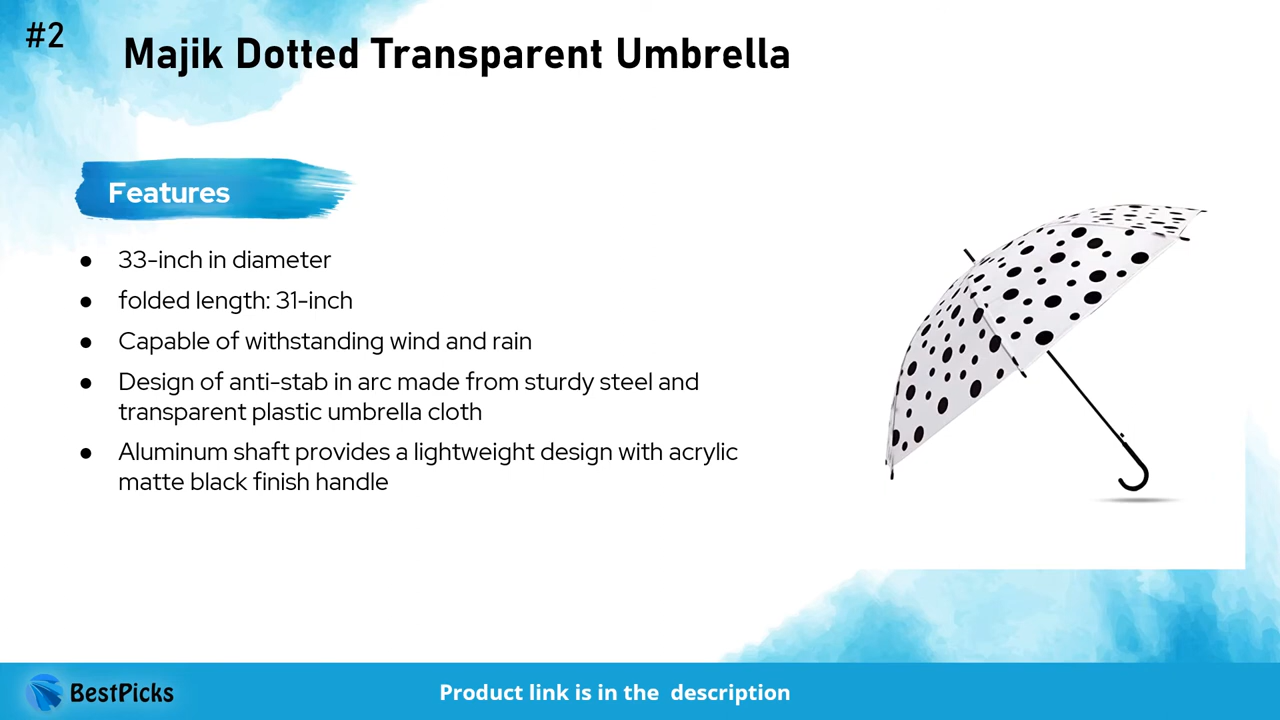 #2
Majik Dotted Transparent Umbrella
Features
● 33-inch in diameter
● folded length: 31-inch
● Capable of withstanding wind and rain
● Design of anti-stab in arc made from sturdy steel and
transparent plastic umbrella cloth
● Aluminum shaft provides a lightweight design with acrylic
matte black finish handle
BestPicks
Product link is in the description